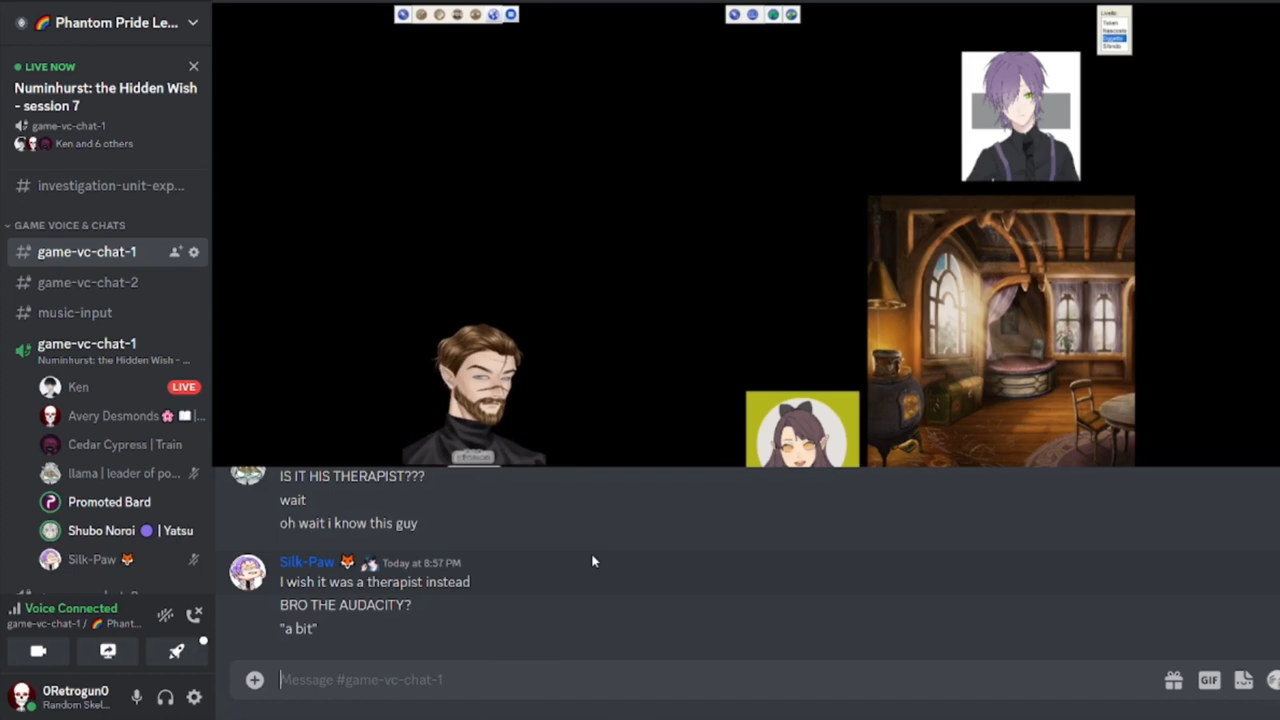 🌈 Phantom Pride Le...
LIVE NOW
Numinhurst: the Hidden Wish
- session 7
game-vc-chat-1
Ken and 6 others
investigation-unit-exp...
GAME VOICE & CHATS
game-vc-chat-1
game-vc-chat-2
music-input
game-vc-chat-1
Numinhurst: the Hidden Wish - ...
Ken
LIVE
Avery Desmonds🌸 📖 |...
Cedar Cypress | Train
llama | leader of po...
Promoted Bard
Shubo Noroi 🟣 | Yatsu
Silk-Paw 🦊
Voice Connected
game-vc-chat-1 / 🌈 Phant...
0Retrogun0
Random Skel...
IS IT HIS THERAPIST???
wait
oh wait i know this guy
Silk-Paw 🦊 Today at 8:57 PM
I wish it was a therapist instead
BRO THE AUDACITY?
"a bit"
Message #game-vc-chat-1
GIF